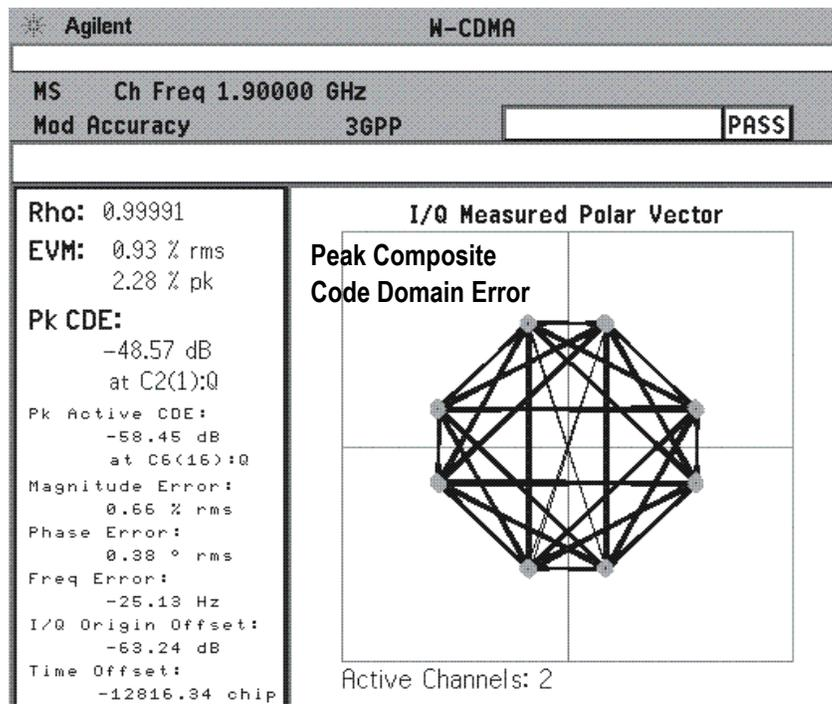 Agilent W-CDMA
MS Ch Freq 1.90000 GHz
Mod Accuracy 3GPP PASS
Rho: 0.99991
EVM: 0.93 % rms
2.28 % pk
Pk CDE:
-48.57 dB
at C2(1):Q
Pk Active CDE:
-58.45 dB
at C6(16):Q
Magnitude Error:
0.66 % rms
Phase Error:
0.38 ° rms
Freq Error:
-25.13 Hz
I/Q Origin Offset:
-63.24 dB
Time Offset:
-12816.34 chip
I/Q Measured Polar Vector
Peak Composite
Code Domain Error
Active Channels: 2